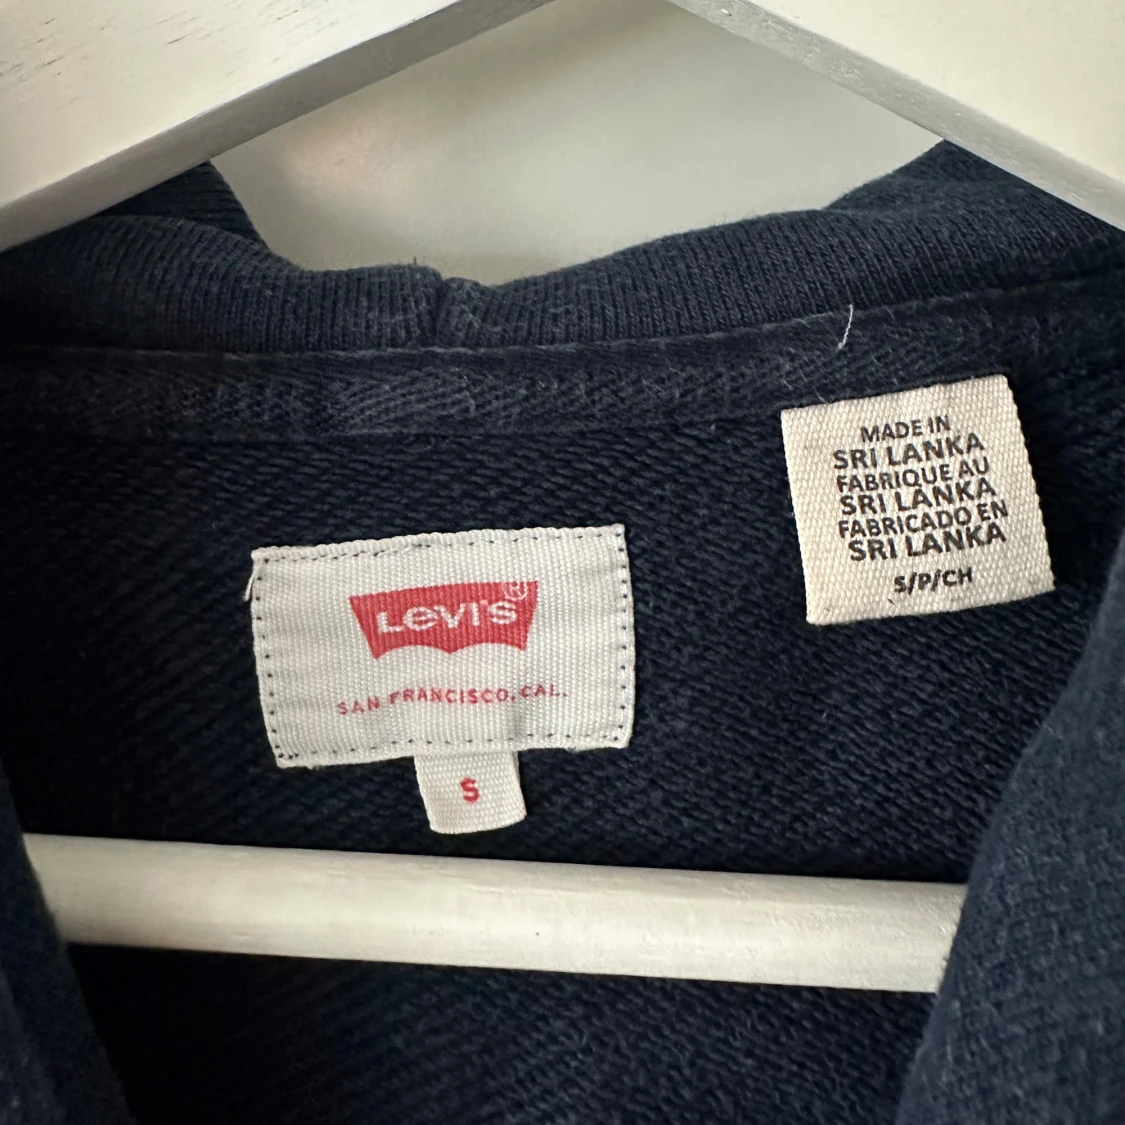 MADE IN
SRI LANKA
FABRIQUE AU
SRI LANKA
FABRICADO EN
SRI LANKA
S/P/CH
Levi's®
SAN FRANCISCO, CAL.
S